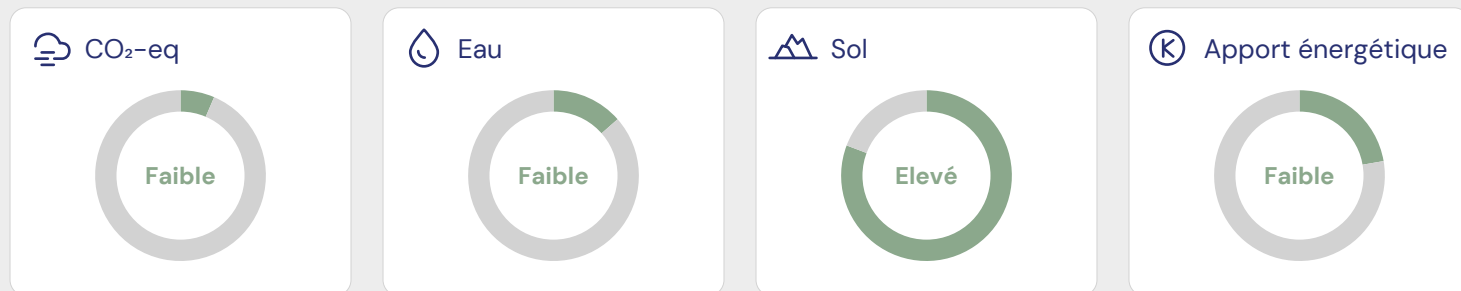 CO₂-eq
Faible
Eau
Faible
Sol
Elevé
Apport énergétique
Faible